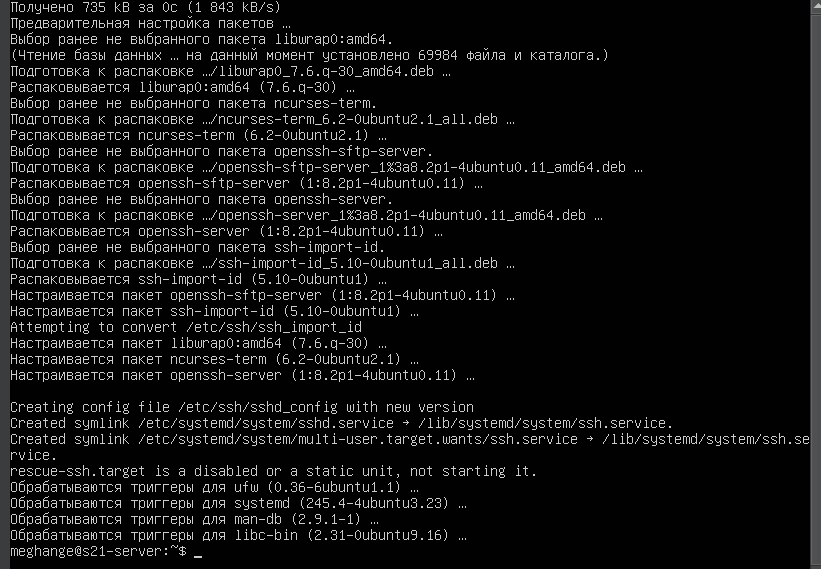 Получено 735 kB за 0с (1 843 kB/s)
Предварительная настройка пакетов …
Выбор ранее не выбранного пакета libwrap0:amd64.
(Чтение базы данных … на данный момент установлено 69984 файла и каталога.)
Подготовка к распаковке …/libwrap0_7.6.q-30_amd64.deb …
Распаковывается libwrap0:amd64 (7.6.q-30) …
Выбор ранее не выбранного пакета ncurses-term.
Подготовка к распаковке …/ncurses-term_6.2-0ubuntu2.1_all.deb …
Распаковывается ncurses-term (6.2-0ubuntu2.1) …
Выбор ранее не выбранного пакета openssh-sftp-server.
Подготовка к распаковке …/openssh-sftp-server_1%3a8.2p1-4ubuntu0.11_amd64.deb …
Распаковывается openssh-sftp-server (1:8.2p1-4ubuntu0.11) …
Выбор ранее не выбранного пакета openssh-server.
Подготовка к распаковке …/openssh-server_1%3a8.2p1-4ubuntu0.11_amd64.deb …
Распаковывается openssh-server (1:8.2p1-4ubuntu0.11) …
Выбор ранее не выбранного пакета ssh-import-id.
Подготовка к распаковке …/ssh-import-id_5.10-0ubuntu1_all.deb …
Распаковывается ssh-import-id (5.10-0ubuntu1) …
Настраивается пакет openssh-sftp-server (1:8.2p1-4ubuntu0.11) …
Настраивается пакет ssh-import-id (5.10-0ubuntu1) …
Attempting to convert /etc/ssh/ssh_import_id
Настраивается пакет libwrap0:amd64 (7.6.q-30) …
Настраивается пакет ncurses-term (6.2-0ubuntu2.1) …
Настраивается пакет openssh-server (1:8.2p1-4ubuntu0.11) …
Creating config file /etc/ssh/sshd_config with new version
Created symlink /etc/systemd/system/sshd.service → /lib/systemd/system/ssh.service.
Created symlink /etc/systemd/system/multi-user.target.wants/ssh.service → /lib/systemd/system/ssh.se
rvice.
rescue-ssh.target is a disabled or a static unit, not starting it.
Обрабатываются триггеры для ufw (0.36-6ubuntu1.1) …
Обрабатываются триггеры для systemd (245.4-4ubuntu3.23) …
Обрабатываются триггеры для man-db (2.9.1-1) …
Обрабатываются триггеры для libc-bin (2.31-0ubuntu9.16) …
meghange@s21-server:~$ _